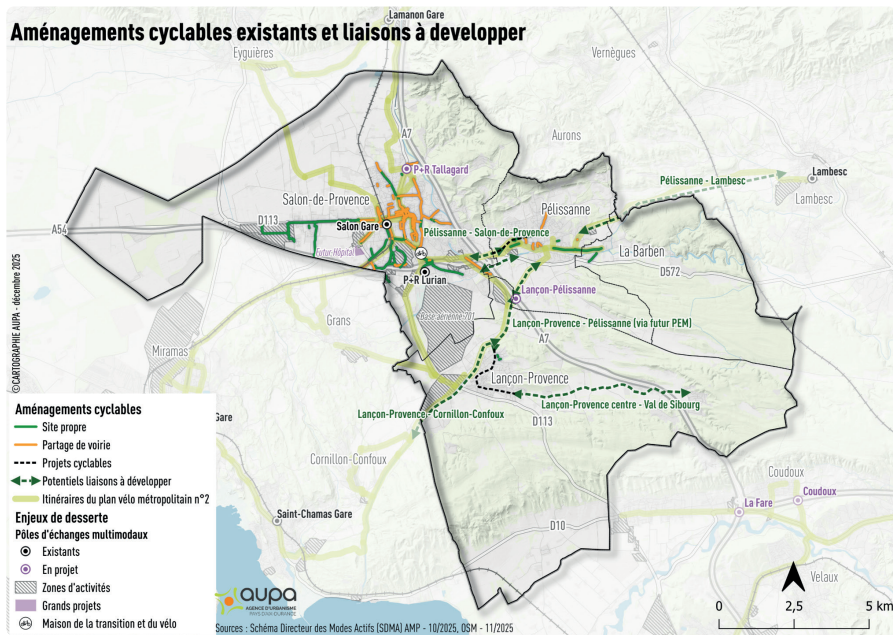 Aménagements cyclables existants et liaisons à developper
Lamanon Gare
Eyguières
Vernègues
A7
Aurons
P+R Tallagard
Pélissanne - Lambesc
Lambesc
Lambesc
Salon-de-Provence
Pélissanne
D113
Salon Gare
Pélissanne - Salon-de-Provence
A54
Futur Hôpital
La Barben
P+R Lurian
D572
Lançon-Pélissanne
Base aérienne 701
Grans
Lançon-Provence - Pélissanne (via futur PEM)
A7
Miramas
Lançon-Provence
Lançon-Provence centre - Val de Sibourg
Lançon-Provence - Cornillon-Confoux
D113
Gare
Cornillon-Confoux
Coudoux
Coudoux
La Fare
Saint-Chamas Gare
D10
Velaux
©CARTOGRAPHIE AUPA - décembre 2025
Aménagements cyclables
Site propre
Partage de voirie
Projets cyclables
Potentiels liaisons à développer
Itinéraires du plan vélo métropolitain n°2
Enjeux de desserte
Pôles d'échanges multimodaux
Existants
En projet
Zones d'activités
Grands projets
Maison de la transition et du vélo
aupa
AGENCE D'URBANISME
PAYS D'AIX-DURANCE
Sources : Schéma Directeur des Modes Actifs (SDMA) AMP - 10/2025, OSM - 11/2025
0 2,5 5 km